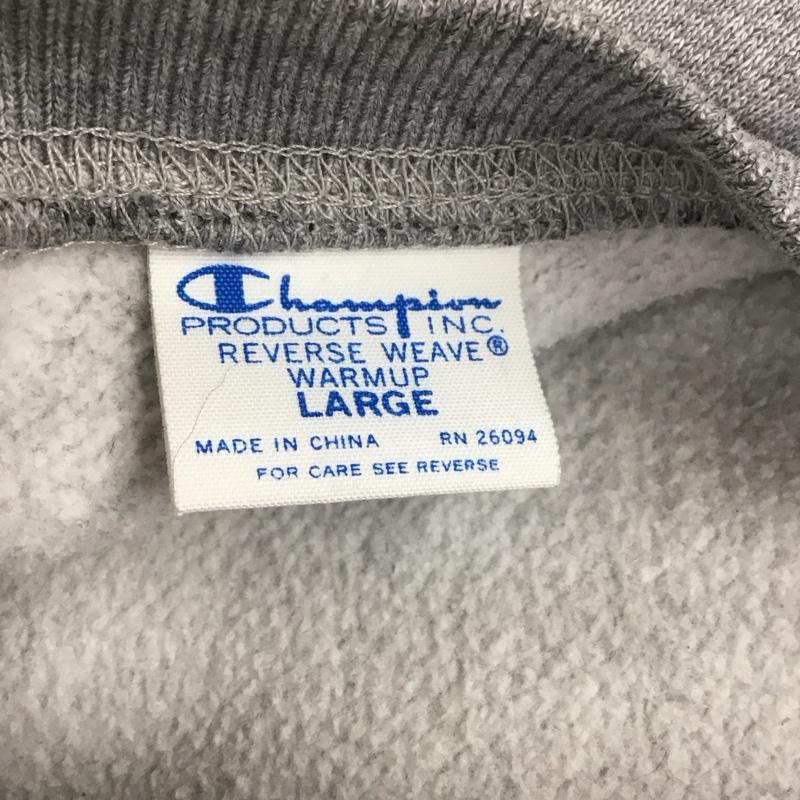 Champion
PRODUCTS INC.
REVERSE WEAVE®
WARMUP
LARGE
MADE IN CHINA RN 26094
FOR CARE SEE REVERSE